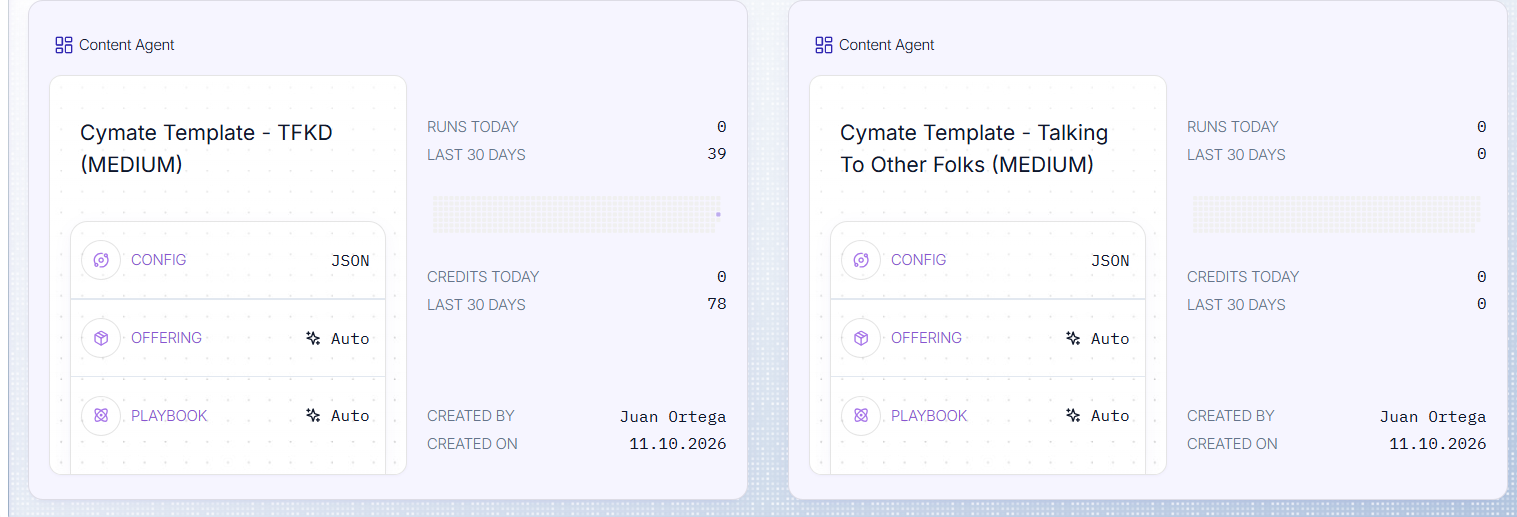 Content Agent
Cymate Template - TFKD
(MEDIUM)
CONFIG JSON
OFFERING Auto
PLAYBOOK Auto
RUNS TODAY 0
LAST 30 DAYS 39
CREDITS TODAY 0
LAST 30 DAYS 78
CREATED BY Juan Ortega
CREATED ON 11.10.2026
Content Agent
Cymate Template - Talking
To Other Folks (MEDIUM)
CONFIG JSON
OFFERING Auto
PLAYBOOK Auto
RUNS TODAY 0
LAST 30 DAYS 0
CREDITS TODAY 0
LAST 30 DAYS 0
CREATED BY Juan Ortega
CREATED ON 11.10.2026